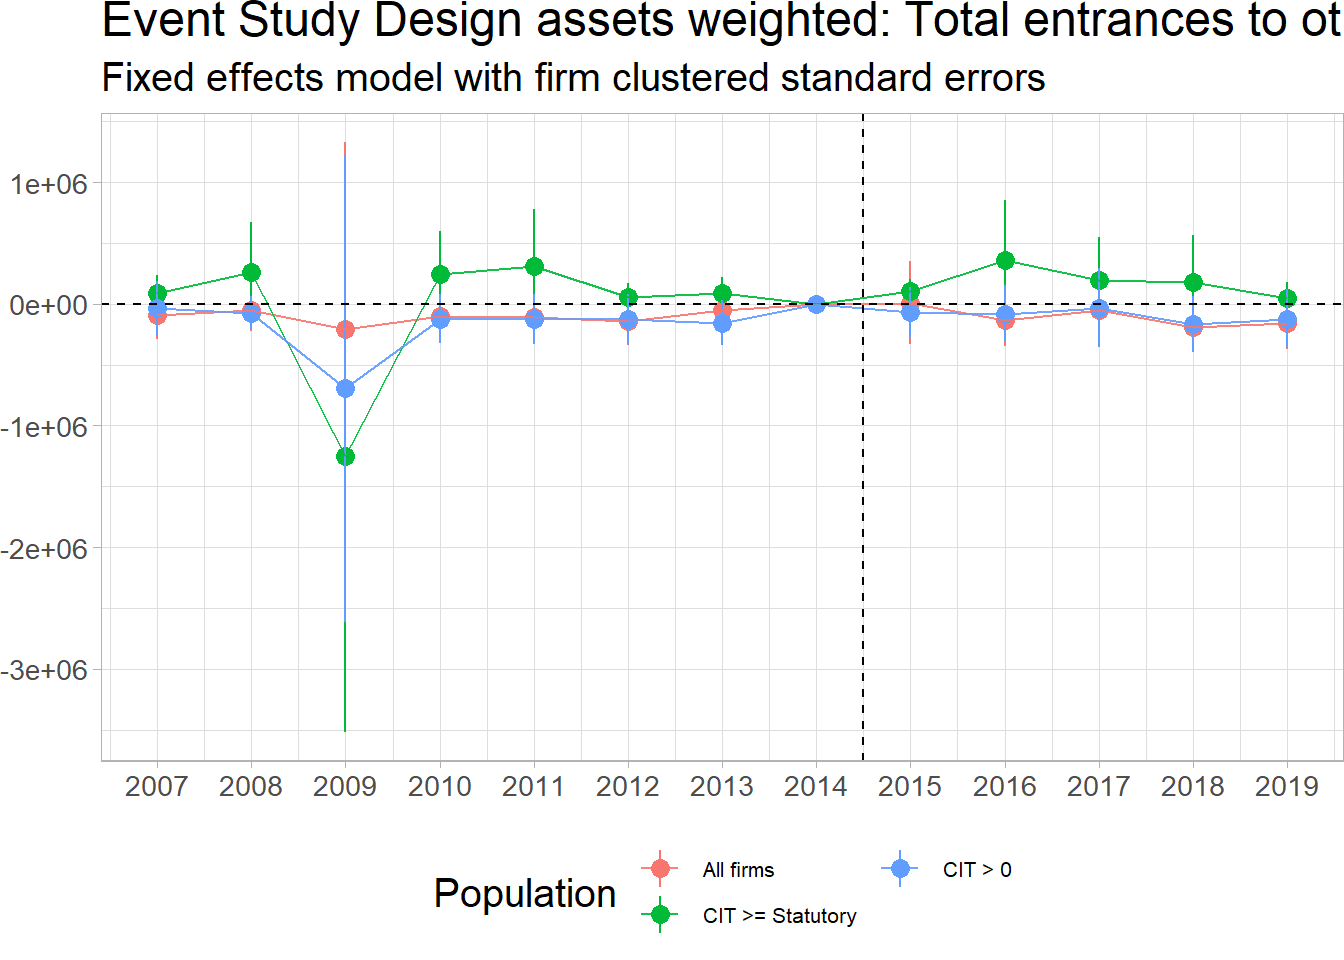 Event Study Design assets weighted: Total entrances to ot
Fixed effects model with firm clustered standard errors
1e+06
0e+00
-1e+06
-2e+06
-3e+06
2007 2008 2009 2010 2011 2012 2013 2014 2015 2016 2017 2018 2019
Population
All firms
CIT >= Statutory
CIT > 0